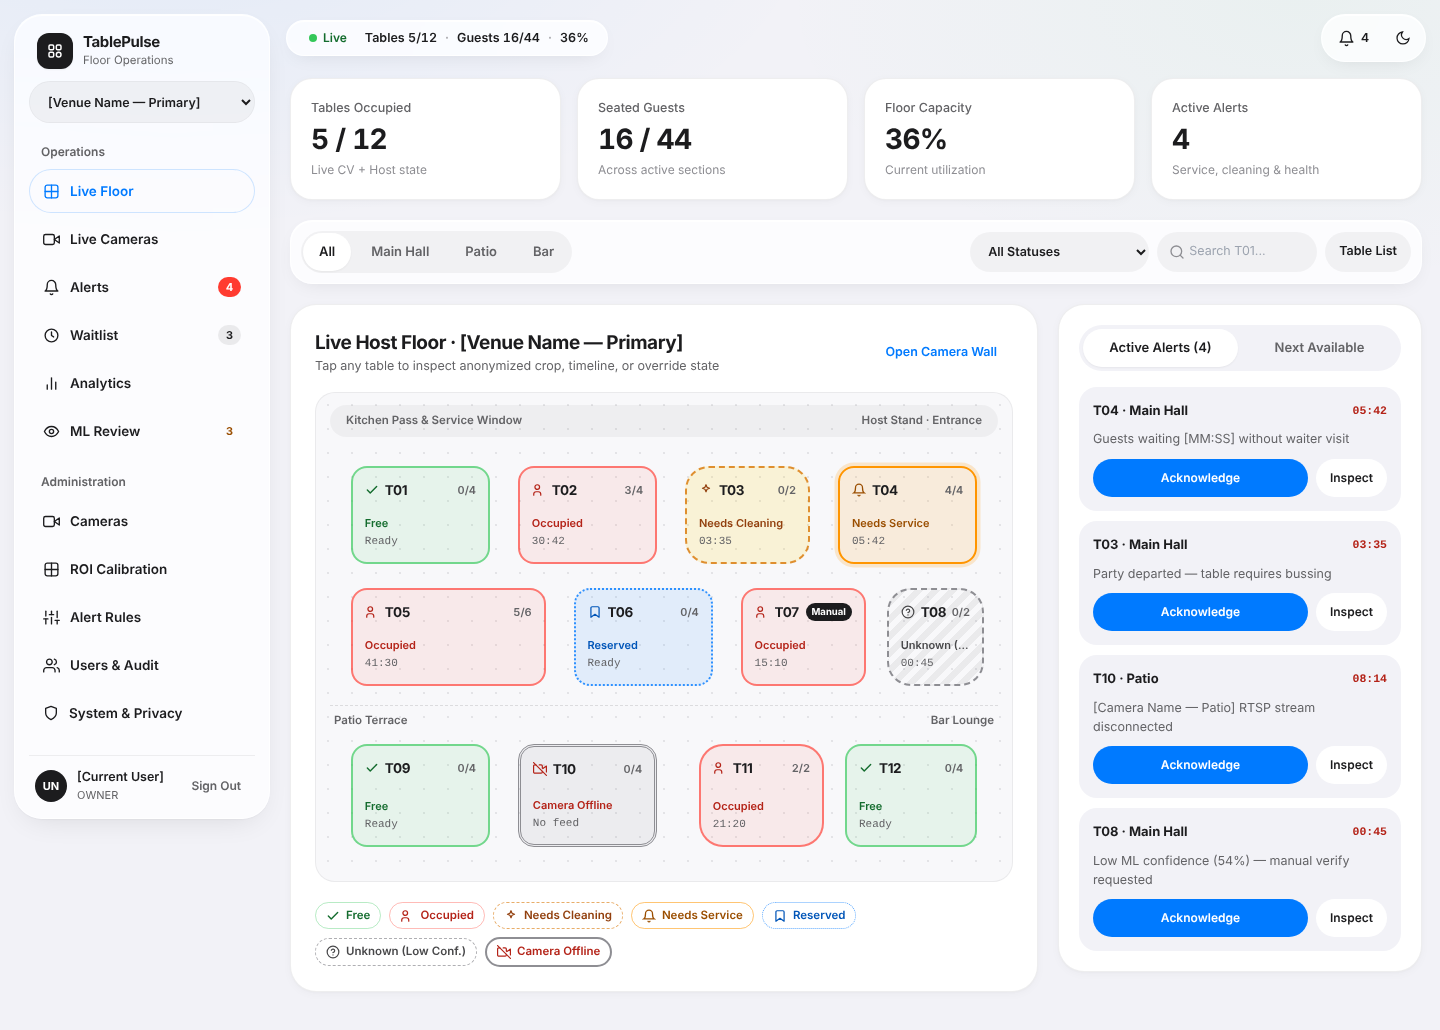 TablePulse
Floor Operations
[Venue Name — Primary]
Operations
Live Floor
Live Cameras
Alerts 4
Waitlist 3
Analytics
ML Review 3
Administration
Cameras
ROI Calibration
Alert Rules
Users & Audit
System & Privacy
UN
[Current User]
OWNER
Sign Out
Live Tables 5/12 · Guests 16/44 · 36%
4
Tables Occupied
5 / 12
Live CV + Host state
Seated Guests
16 / 44
Across active sections
Floor Capacity
36%
Current utilization
Active Alerts
4
Service, cleaning & health
All Main Hall Patio Bar
All Statuses
Search T01...
Table List
Live Host Floor · [Venue Name — Primary]
Tap any table to inspect anonymized crop, timeline, or override state
Open Camera Wall
Kitchen Pass & Service Window
Host Stand · Entrance
T01 0/4
Free
Ready
T02 3/4
Occupied
30:42
T03 0/2
Needs Cleaning
03:35
T04 4/4
Needs Service
05:42
T05 5/6
Occupied
41:30
T06 0/4
Reserved
Ready
T07 Manual
Occupied
15:10
T08 0/2
Unknown (...
00:45
Patio Terrace
Bar Lounge
T09 0/4
Free
Ready
T10 0/4
Camera Offline
No feed
T11 2/2
Occupied
21:20
T12 0/4
Free
Ready
Free
Occupied
Needs Cleaning
Needs Service
Reserved
Unknown (Low Conf.)
Camera Offline
Active Alerts (4)
Next Available
T04 · Main Hall 05:42
Guests waiting [MM:SS] without waiter visit
Acknowledge Inspect
T03 · Main Hall 03:35
Party departed — table requires bussing
Acknowledge Inspect
T10 · Patio 08:14
[Camera Name — Patio] RTSP stream
disconnected
Acknowledge Inspect
T08 · Main Hall 00:45
Low ML confidence (54%) — manual verify
requested
Acknowledge Inspect